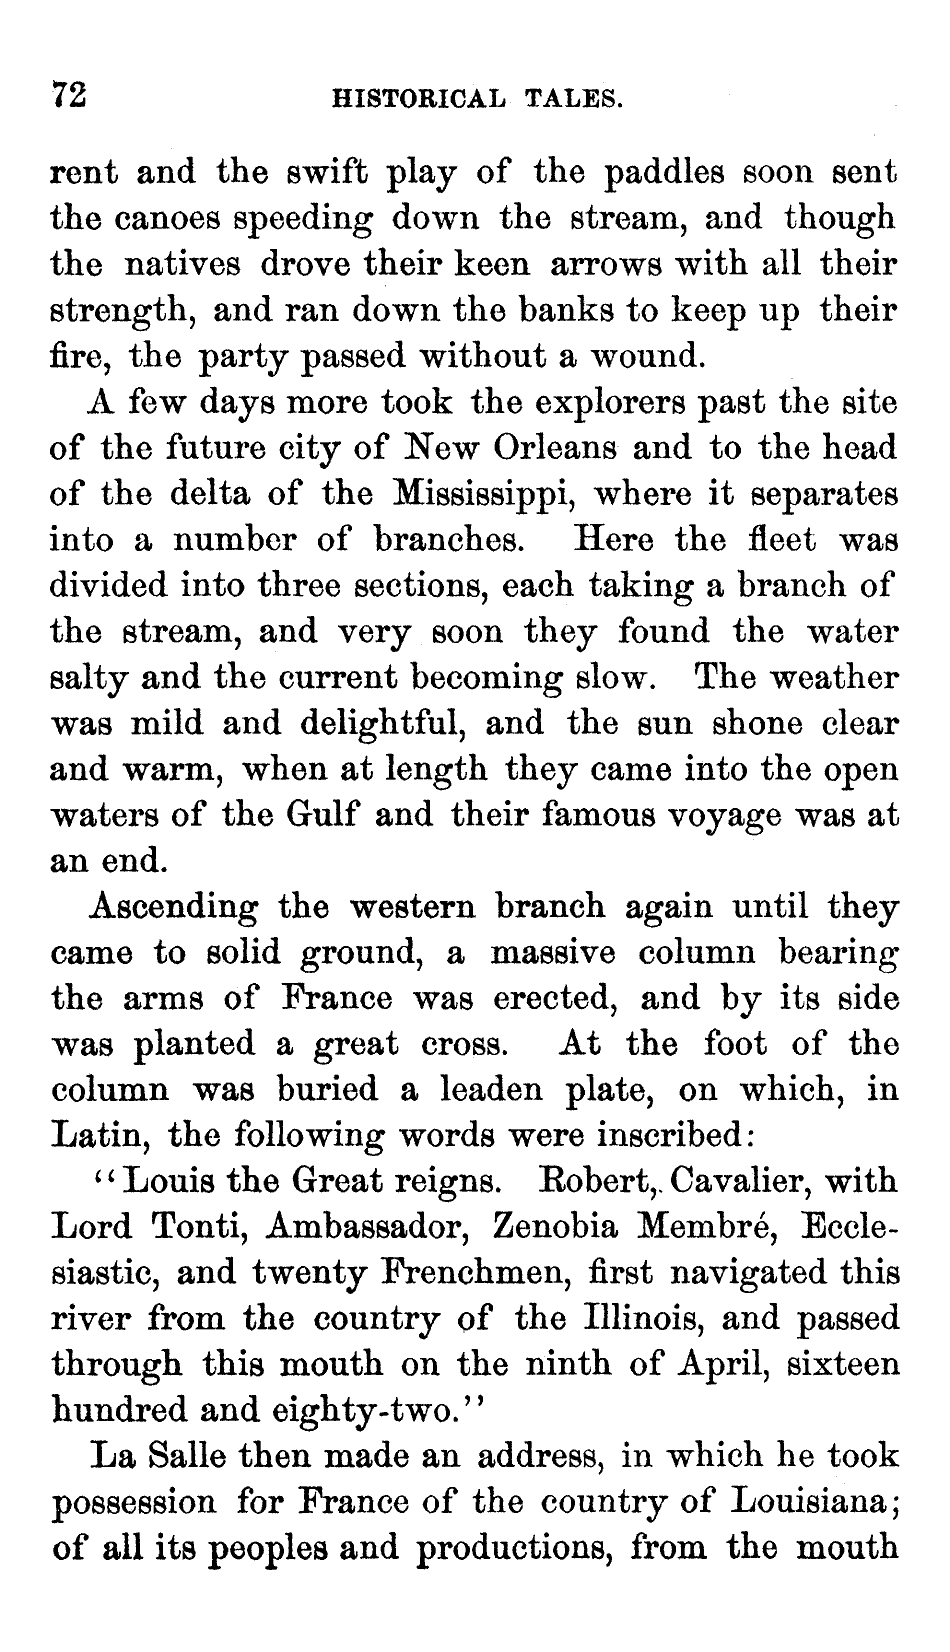 72 HISTORICAL TALES.
rent and the swift play of the paddles soon sent
the canoes speeding down the stream, and though
the natives drove their keen arrows with all their
strength, and ran down the banks to keep up their
fire, the party passed without a wound.
A few days more took the explorers past the site
of the future city of New Orleans and to the head
of the delta of the Mississippi, where it separates
into a number of branches. Here the fleet was
divided into three sections, each taking a branch of
the stream, and very soon they found the water
salty and the current becoming slow. The weather
was mild and delightful, and the sun shone clear
and warm, when at length they came into the open
waters of the Gulf and their famous voyage was at
an end.
Ascending the western branch again until they
came to solid ground, a massive column bearing
the arms of France was erected, and by its side
was planted a great cross. At the foot of the
column was buried a leaden plate, on which, in
Latin, the following words were inscribed:
“Louis the Great reigns. Robert, Cavalier, with
Lord Tonti, Ambassador, Zenobia Membré, Eccle-
siastic, and twenty Frenchmen, first navigated this
river from the country of the Illinois, and passed
through this mouth on the ninth of April, sixteen
hundred and eighty-two.”
La Salle then made an address, in which he took
possession for France of the country of Louisiana;
of all its peoples and productions, from the mouth